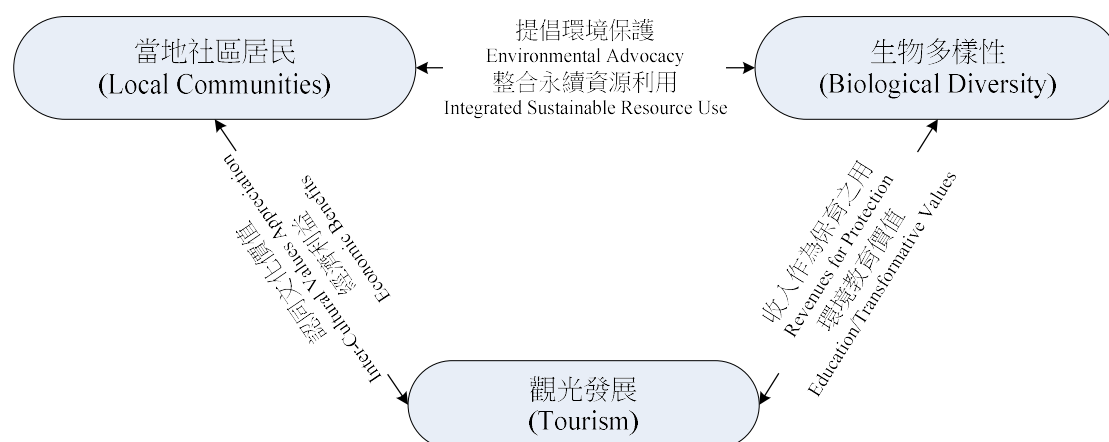 當地社區居民
(Local Communities)
提倡環境保護
Environmental Advocacy
整合永續資源利用
Integrated Sustainable Resource Use
生物多樣性
(Biological Diversity)
認同文化價值
Inter-Cultural Values Appreciation
經濟利益
Economic Benefits
收入作為保育之用
Revenues for Protection
環境教育價值
Education/Transformative Values
觀光發展
(Tourism)